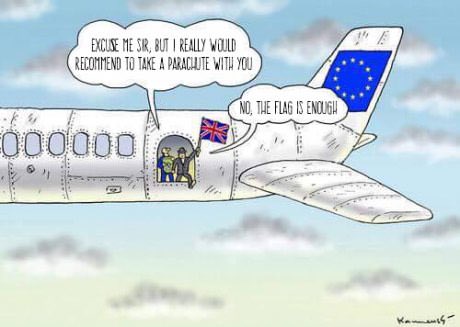 EXCUSE ME SIR, BUT I REALLY WOULD
RECOMMEND TO TAKE A PARACHUTE WITH YOU
NO, THE FLAG IS ENOUGH